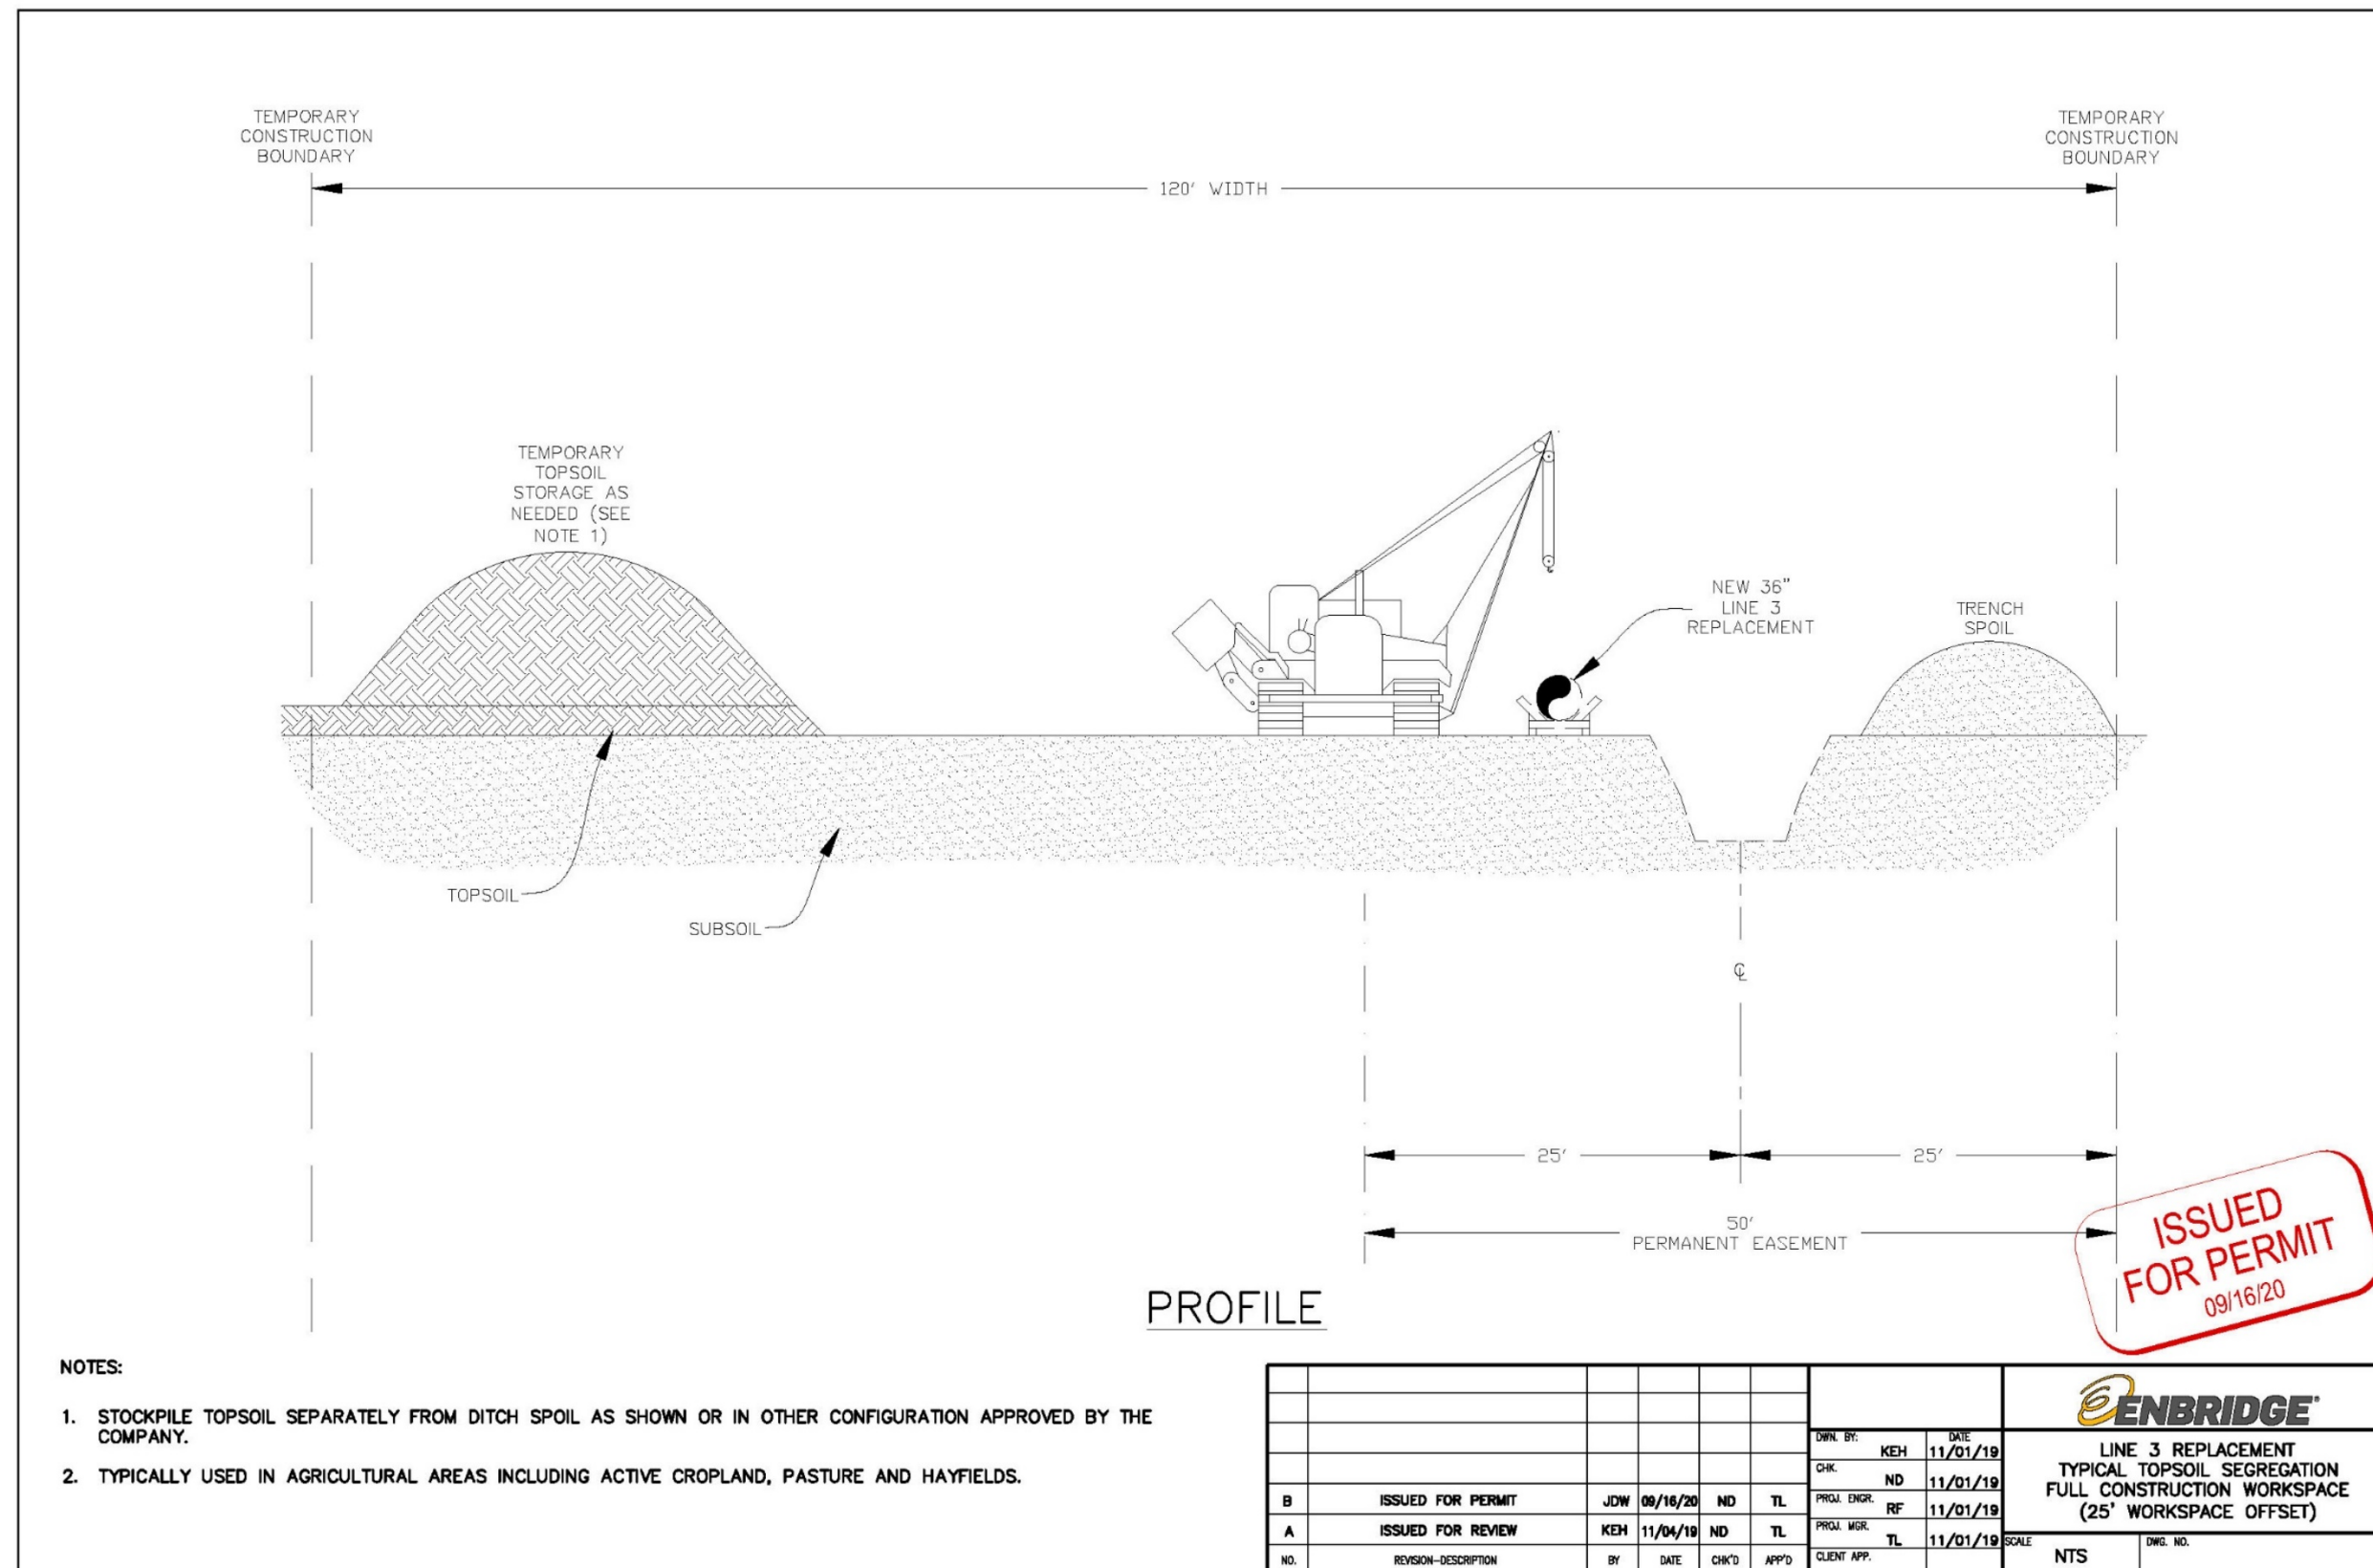 TEMPORARY
CONSTRUCTION
BOUNDARY
TEMPORARY
CONSTRUCTION
BOUNDARY
120' WIDTH
TEMPORARY
TOPSOIL
STORAGE AS
NEEDED (SEE
NOTE 1)
NEW 36"
LINE 3
REPLACEMENT
TRENCH
SPOIL
TOPSOIL
SUBSOIL
℄
25'
25'
50'
PERMANENT EASEMENT
ISSUED
FOR PERMIT
09/16/20
PROFILE
NOTES:
1. STOCKPILE TOPSOIL SEPARATELY FROM DITCH SPOIL AS SHOWN OR IN OTHER CONFIGURATION APPROVED BY THE
COMPANY.
2. TYPICALLY USED IN AGRICULTURAL AREAS INCLUDING ACTIVE CROPLAND, PASTURE AND HAYFIELDS.
B ISSUED FOR PERMIT JDW 09/16/20 ND TL
A ISSUED FOR REVIEW KEH 11/04/19 ND TL
NO. REVISION-DESCRIPTION BY DATE CHK'D APP'D
DWN. BY: KEH DATE 11/01/19
CHK. ND 11/01/19
PROJ. ENGR. RF 11/01/19
PROJ. MGR. TL 11/01/19
CLIENT APP.
ENBRIDGE®
LINE 3 REPLACEMENT
TYPICAL TOPSOIL SEGREGATION
FULL CONSTRUCTION WORKSPACE
(25' WORKSPACE OFFSET)
SCALE NTS
DWG. NO.